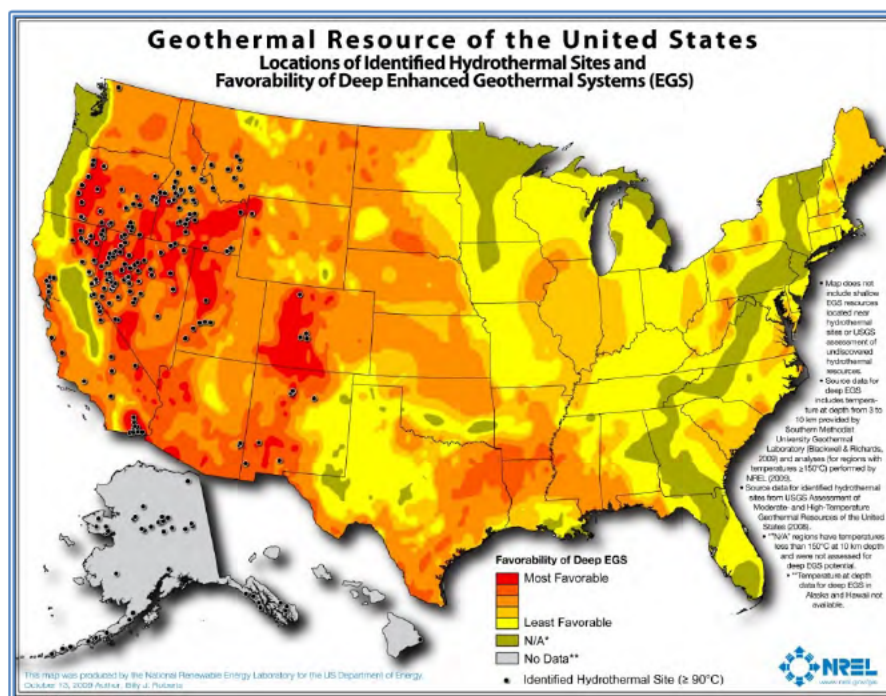 Geothermal Resource of the United States
Locations of Identified Hydrothermal Sites and
Favorability of Deep Enhanced Geothermal Systems (EGS)
• Map does not
include shallow
EGS resources
located near
hydrothermal
sites or USGS
assessment of
undiscovered
hydrothermal
resources.
• Source data for
deep EGS
includes tempera-
ture at depth from 3 to
10 km provided by
Southern Methodist
University Geothermal
Laboratory (Blackwell & Richards,
2009) and analyses (for regions with
temperatures ≥150°C) performed by
NREL (2009).
• Source data for identified hydrothermal
sites from USGS Assessment of
Moderate- and High-Temperature
Geothermal Resources of the United
States (2008).
• *"N/A" regions have temperatures
less than 150°C at 10 km depth
and were not assessed for
deep EGS potential.
• **Temperature at depth
data for deep EGS in
Alaska and Hawaii not
available.
Favorability of Deep EGS
Most Favorable
Least Favorable
N/A*
No Data**
Identified Hydrothermal Site (≥ 90°C)
This map was produced by the National Renewable Energy Laboratory for the US Department of Energy.
October 13, 2009 Author: Billy J. Roberts
NREL
www.nrel.gov/gis